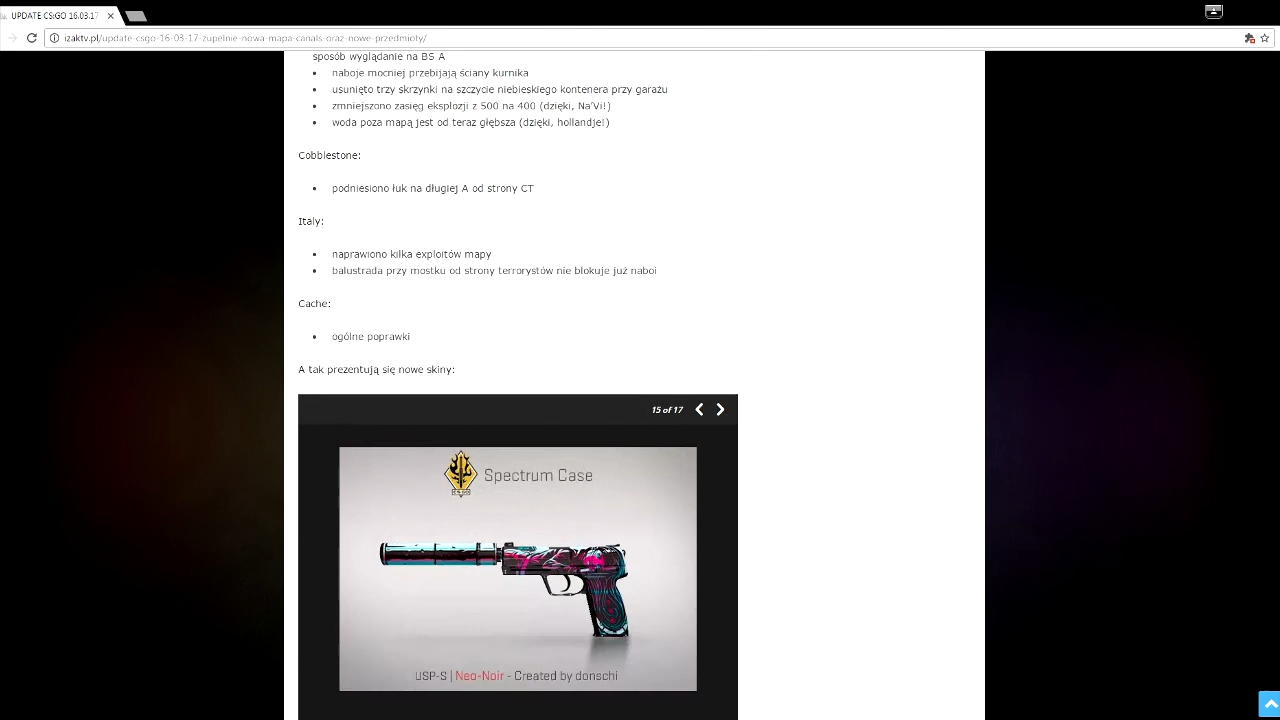 UPDATE CS:GO 16.03.17
izaktv.pl/update-csgo-16-03-17-zupelnie-nowa-mapa-canals-oraz-nowe-przedmioty/
sposób wyglądanie na BS A
naboje mocniej przebijają ściany kurnika
usunięto trzy skrzynki na szczycie niebieskiego kontenera przy garażu
zmniejszono zasięg eksplozji z 500 na 400 (dzięki, Na'Vi!)
woda poza mapą jest od teraz głębsza (dzięki, hollandje!)
Cobblestone:
podniesiono łuk na długiej A od strony CT
Italy:
naprawiono kilka exploitów mapy
balustrada przy mostku od strony terrorystów nie blokuje już naboi
Cache:
ogólne poprawki
A tak prezentują się nowe skiny:
15 of 17
Spectrum Case
CS GO
USP-S | Neo-Noir - Created by donschi